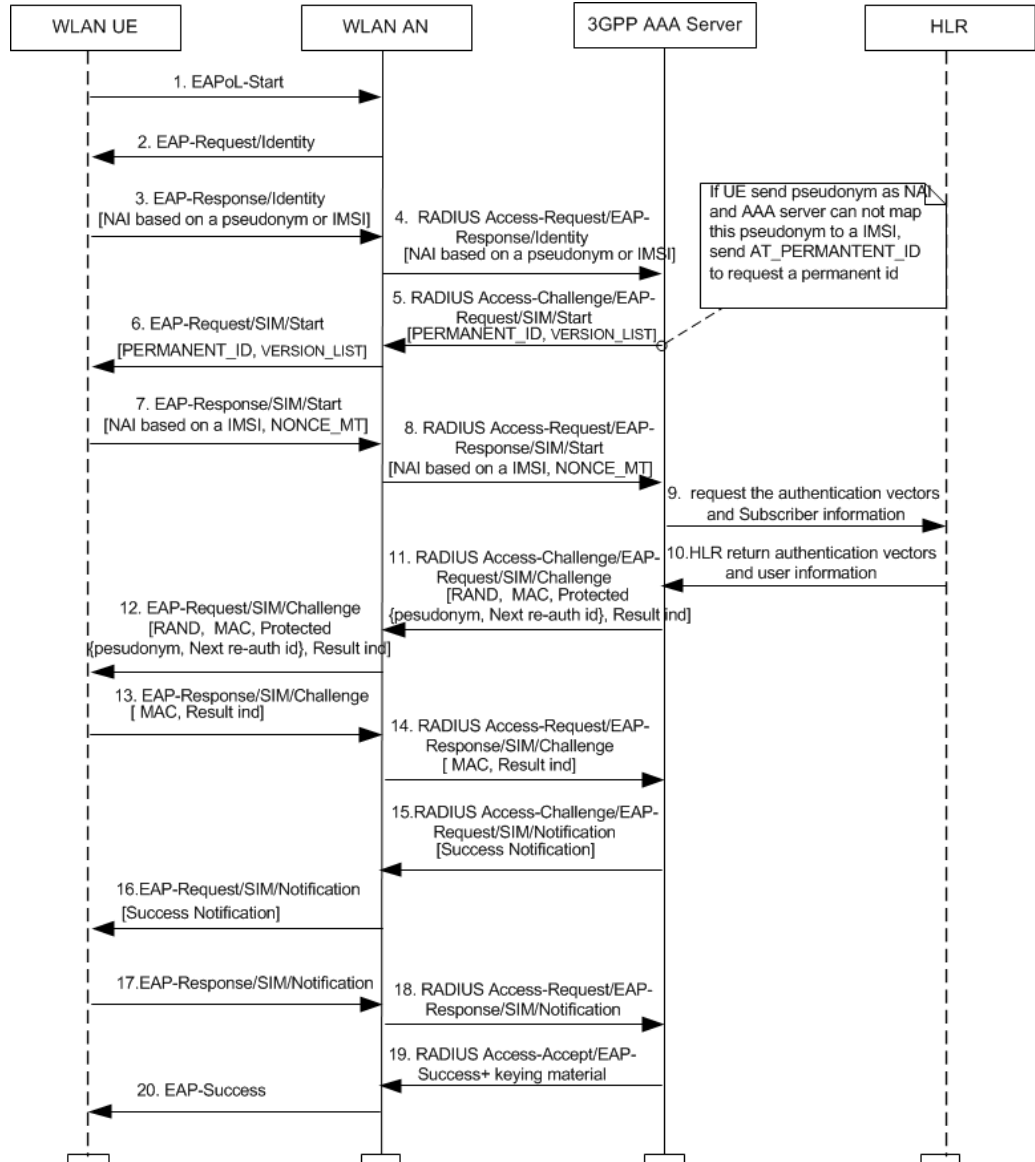 WLAN UE
WLAN AN
3GPP AAA Server
HLR
1. EAPoL-Start
2. EAP-Request/Identity
3. EAP-Response/Identity
[NAI based on a pseudonym or IMSI]
4. RADIUS Access-Request/EAP-
Response/Identity
[NAI based on a pseudonym or IMSI]
If UE send pseudonym as NAI
and AAA server can not map
this pseudonym to a IMSI,
send AT_PERMANTENT_ID
to request a permanent id
5. RADIUS Access-Challenge/EAP-
Request/SIM/Start
[PERMANENT_ID, VERSION_LIST]
6. EAP-Request/SIM/Start
[PERMANENT_ID, VERSION_LIST]
7. EAP-Response/SIM/Start
[NAI based on a IMSI, NONCE_MT]
8. RADIUS Access-Request/EAP-
Response/SIM/Start
[NAI based on a IMSI, NONCE_MT]
9. request the authentication vectors
and Subscriber information
10.HLR return authentication vectors
and user information
11. RADIUS Access-Challenge/EAP-
Request/SIM/Challenge
[RAND, MAC, Protected
{pesudonym, Next re-auth id}, Result ind]
12. EAP-Request/SIM/Challenge
[RAND, MAC, Protected
{pesudonym, Next re-auth id}, Result ind]
13. EAP-Response/SIM/Challenge
[ MAC, Result ind]
14. RADIUS Access-Request/EAP-
Response/SIM/Challenge
[ MAC, Result ind]
15.RADIUS Access-Challenge/EAP-
Request/SIM/Notification
[Success Notification]
16.EAP-Request/SIM/Notification
[Success Notification]
17.EAP-Response/SIM/Notification
18. RADIUS Access-Request/EAP-
Response/SIM/Notification
19. RADIUS Access-Accept/EAP-
Success+ keying material
20. EAP-Success